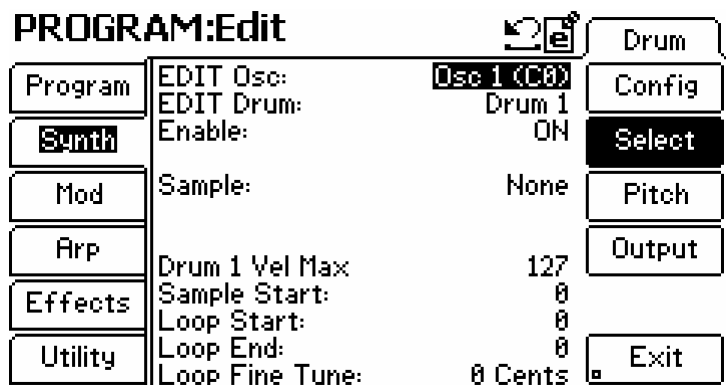 PROGRAM:Edit
e
Drum
Program
Synth
Mod
Arp
Effects
Utility
EDIT Osc: Osc 1 (C0)
EDIT Drum: Drum 1
Enable: ON
Sample: None
Drum 1 Vel Max 127
Sample Start: 0
Loop Start: 0
Loop End: 0
Loop Fine Tune: 0 Cents
Config
Select
Pitch
Output
Exit